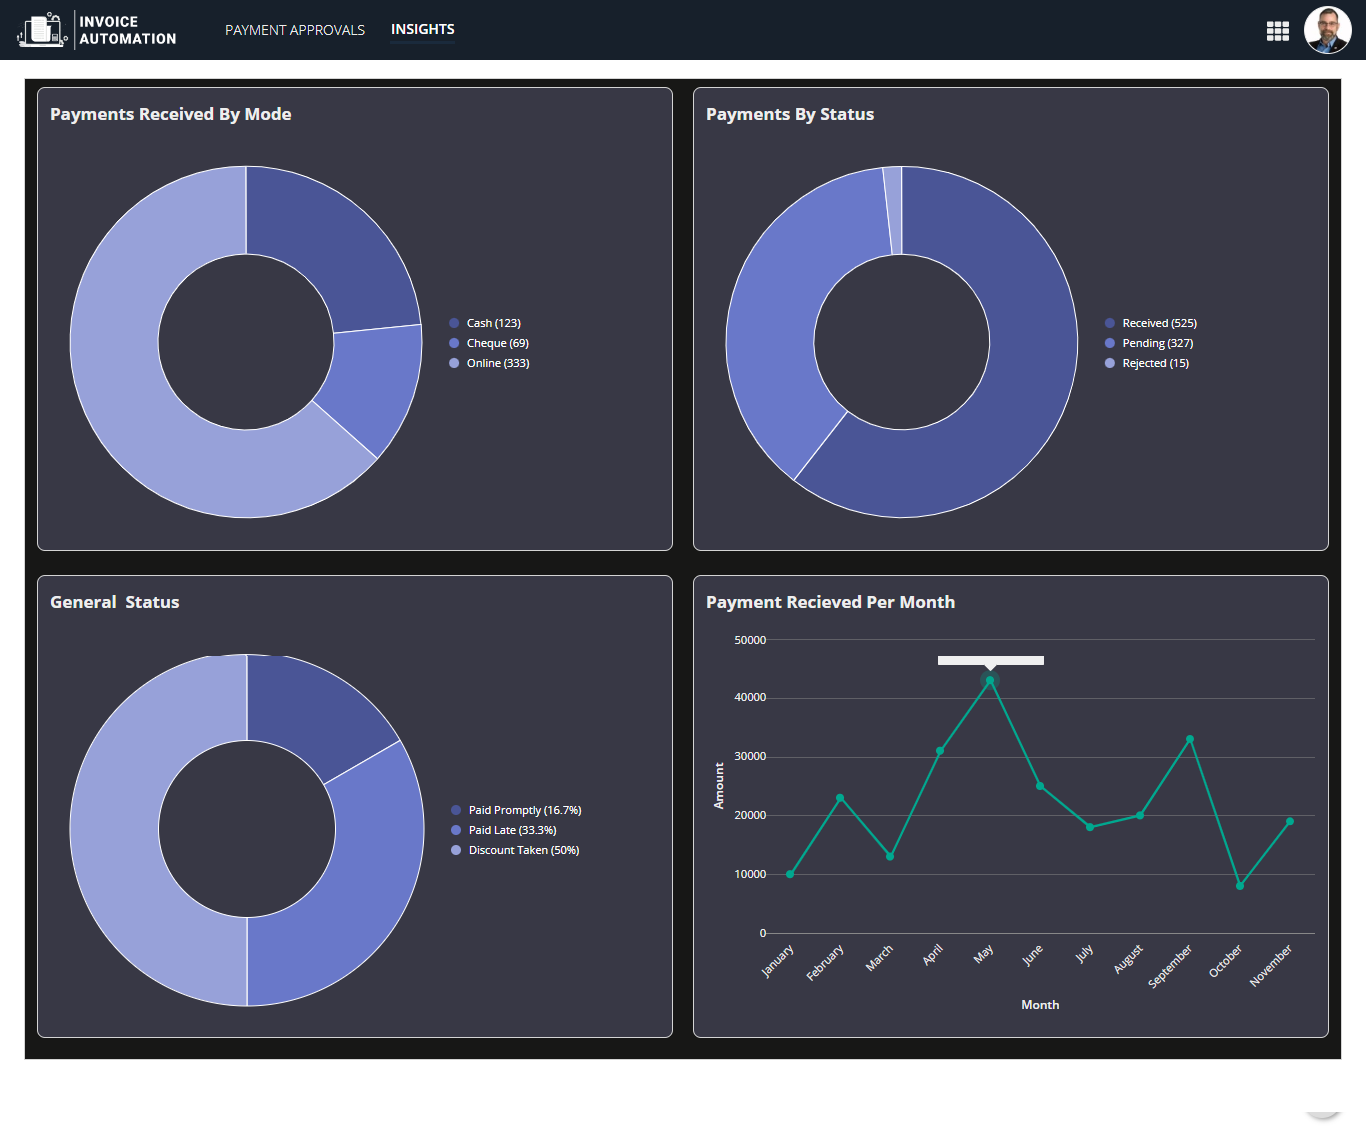 INVOICE
AUTOMATION
PAYMENT APPROVALS
INSIGHTS
Payments Received By Mode
Cash (123)
Cheque (69)
Online (333)
Payments By Status
Received (525)
Pending (327)
Rejected (15)
General  Status
Paid Promptly (16.7%)
Paid Late (33.3%)
Discount Taken (50%)
Payment Recieved Per Month
50000
40000
30000
20000
10000
0
Amount
January
February
March
April
May
June
July
August
September
October
November
Month